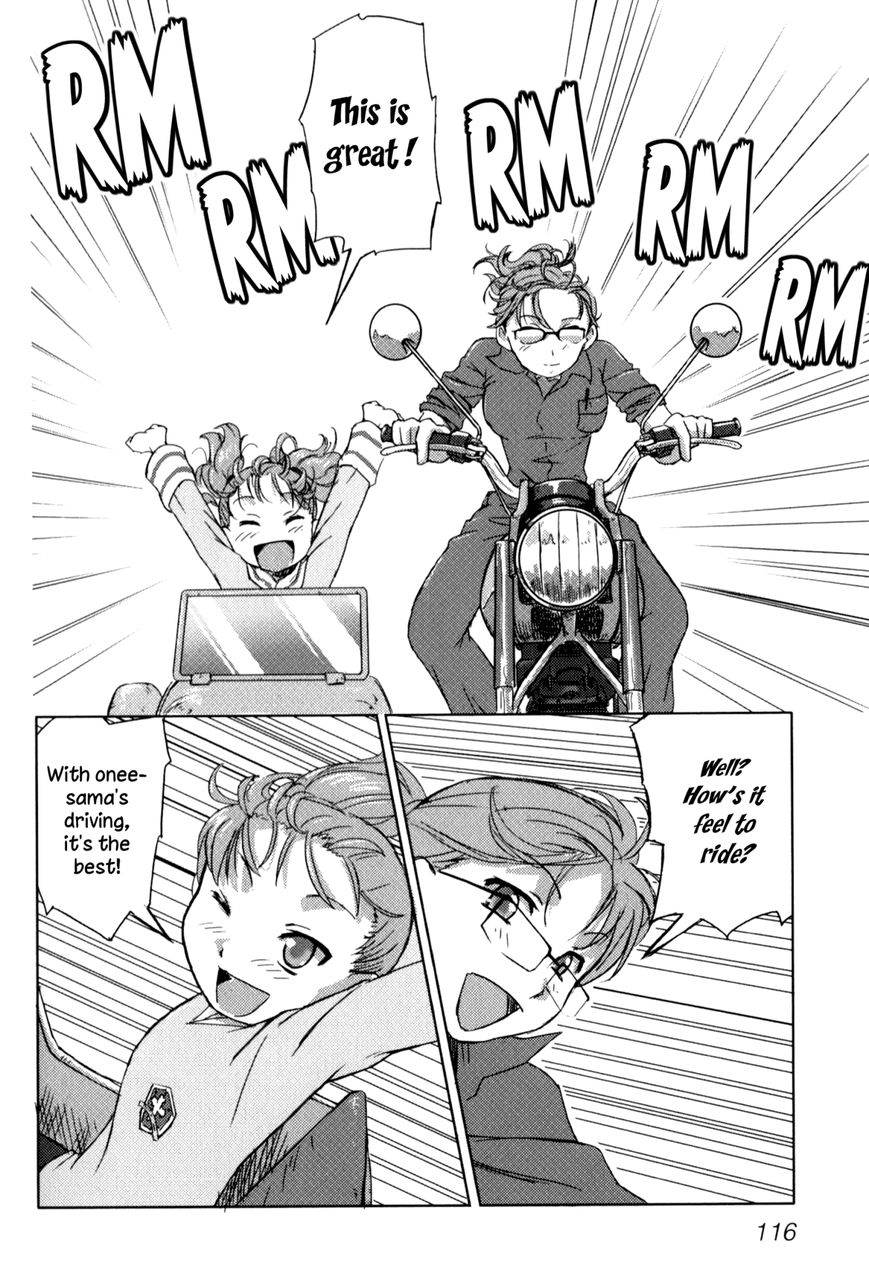 RM
RM
This is
great!
RM
RM
RM
Well?
How's it
feel to
ride?
With onee-
sama's
driving,
it's the
best!
116